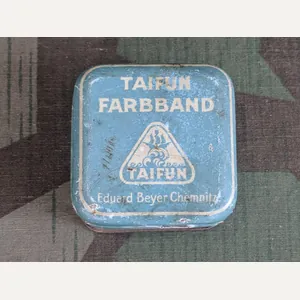 TAIFUN
FARBBAND
TAIFUN
Eduard Beyer Chemnitz